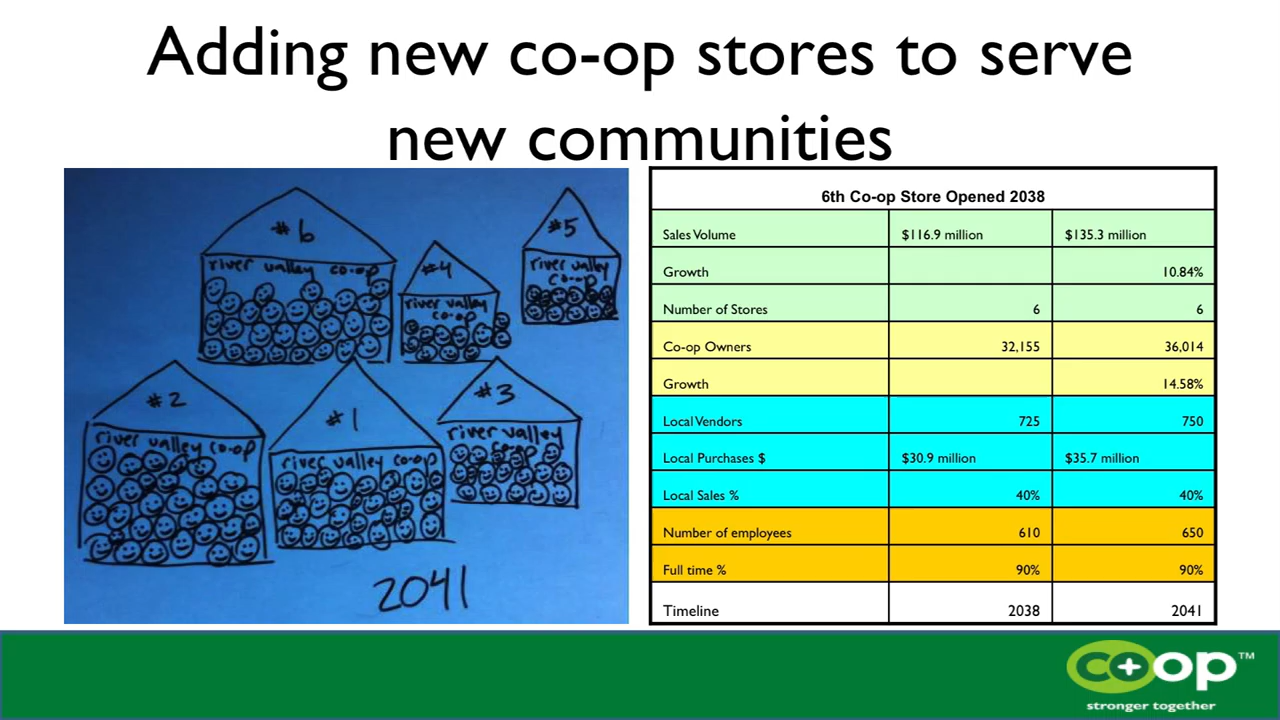 Adding new co-op stores to serve
new communities
#6
river valley co-op
#4
river valley
co-op
#5
river valley
co-op
#2
river valley co-op
#1
river valley co-op
#3
river valley
co-op
2041
6th Co-op Store Opened 2038
Sales Volume $116.9 million $135.3 million
Growth 10.84%
Number of Stores 6 6
Co-op Owners 32,155 36,014
Growth 14.58%
Local Vendors 725 750
Local Purchases $ $30.9 million $35.7 million
Local Sales % 40% 40%
Number of employees 610 650
Full time % 90% 90%
Timeline 2038 2041
co+op™
stronger together